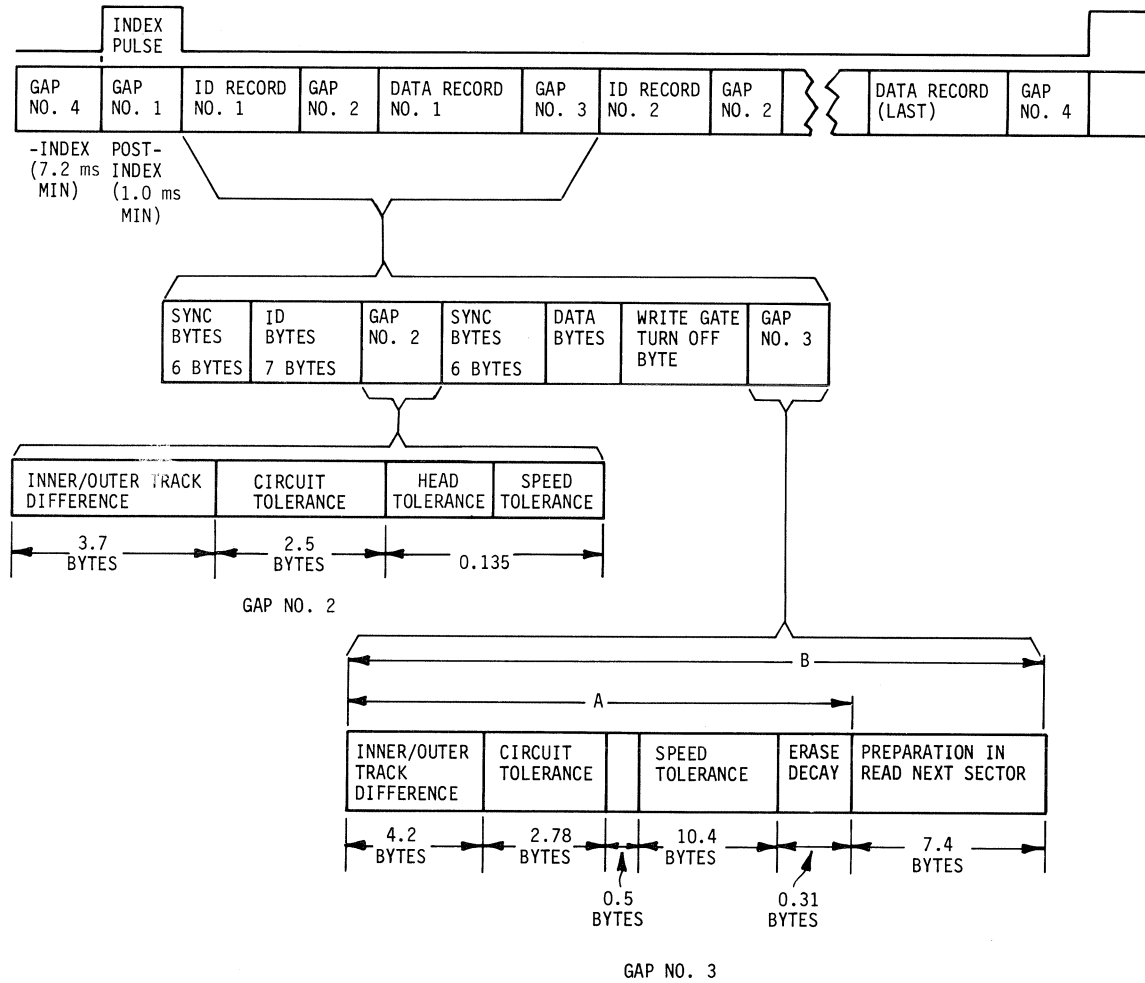 INDEX
PULSE
GAP
NO. 4
GAP
NO. 1
ID RECORD
NO. 1
GAP
NO. 2
DATA RECORD
NO. 1
GAP
NO. 3
ID RECORD
NO. 2
GAP
NO. 2
DATA RECORD
(LAST)
GAP
NO. 4
-INDEX
(7.2 ms
MIN)
POST-
INDEX
(1.0 ms
MIN)
SYNC
BYTES
6 BYTES
ID
BYTES
7 BYTES
GAP
NO. 2
SYNC
BYTES
6 BYTES
DATA
BYTES
WRITE GATE
TURN OFF
BYTE
GAP
NO. 3
INNER/OUTER TRACK
DIFFERENCE
CIRCUIT
TOLERANCE
HEAD
TOLERANCE
SPEED
TOLERANCE
3.7
BYTES
2.5
BYTES
0.135
GAP NO. 2
B
A
INNER/OUTER
TRACK
DIFFERENCE
CIRCUIT
TOLERANCE
SPEED
TOLERANCE
ERASE
DECAY
PREPARATION IN
READ NEXT SECTOR
4.2
BYTES
2.78
BYTES
10.4
BYTES
7.4
BYTES
0.5
BYTES
0.31
BYTES
GAP NO. 3